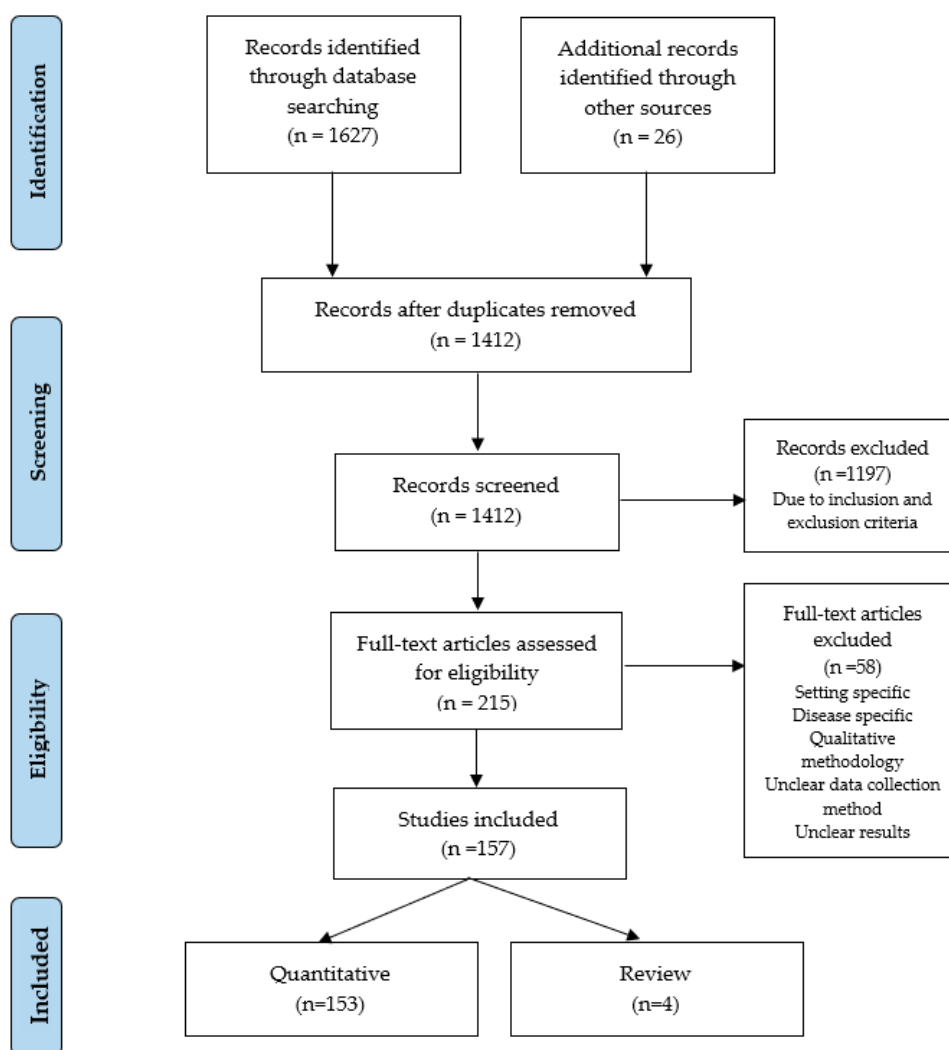 Identification
Records identified
through database
searching
(n = 1627)
Additional records
identified through
other sources
(n = 26)
Records after duplicates removed
(n = 1412)
Screening
Records screened
(n = 1412)
Records excluded
(n =1197)
Due to inclusion and
exclusion criteria
Eligibility
Full-text articles assessed
for eligibility
(n = 215)
Full-text articles
excluded
(n =58)
Setting specific
Disease specific
Qualitative
methodology
Unclear data collection
method
Unclear results
Studies included
(n =157)
Included
Quantitative
(n=153)
Review
(n=4)